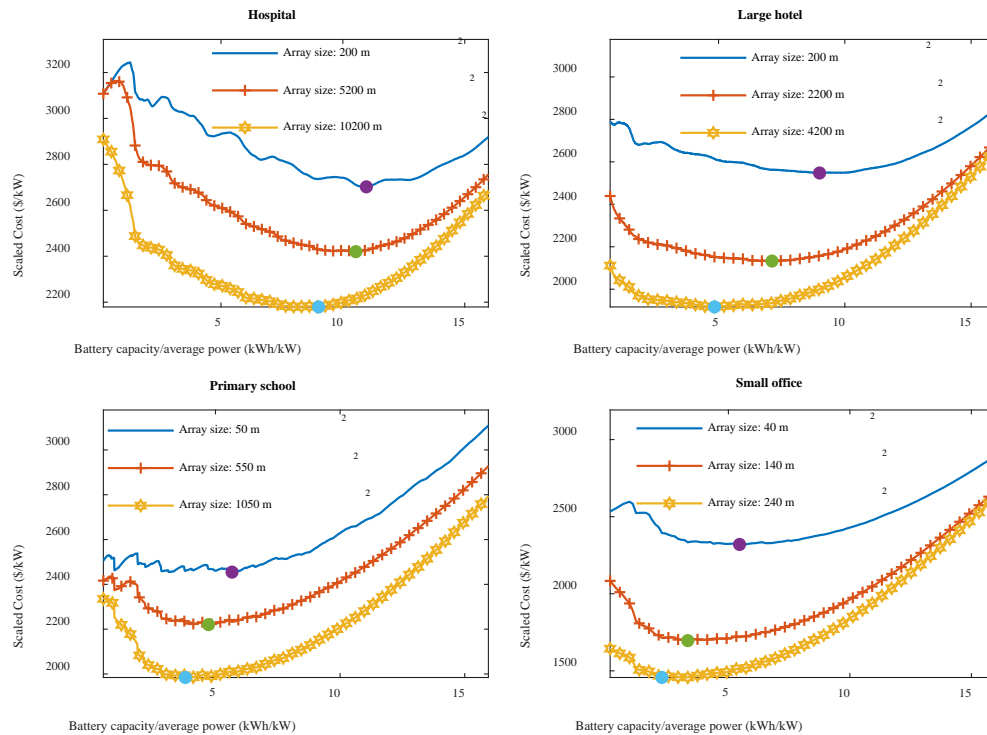 Hospital
2
Array size: 200 m
2
Array size: 5200 m
2
Array size: 10200 m
3200
3000
2800
2600
2400
2200
Scaled Cost ($/kW)
5
10
15
Battery capacity/average power (kWh/kW)
Large hotel
2
Array size: 200 m
2
Array size: 2200 m
2
Array size: 4200 m
3000
2800
2600
2400
2200
2000
Scaled Cost ($/kW)
5
10
15
Battery capacity/average power (kWh/kW)
Primary school
2
Array size: 50 m
2
Array size: 550 m
2
Array size: 1050 m
3000
2800
2600
2400
2200
2000
Scaled Cost ($/kW)
5
10
15
Battery capacity/average power (kWh/kW)
Small office
2
Array size: 40 m
2
Array size: 140 m
2
Array size: 240 m
3000
2500
2000
1500
Scaled Cost ($/kW)
5
10
15
Battery capacity/average power (kWh/kW)